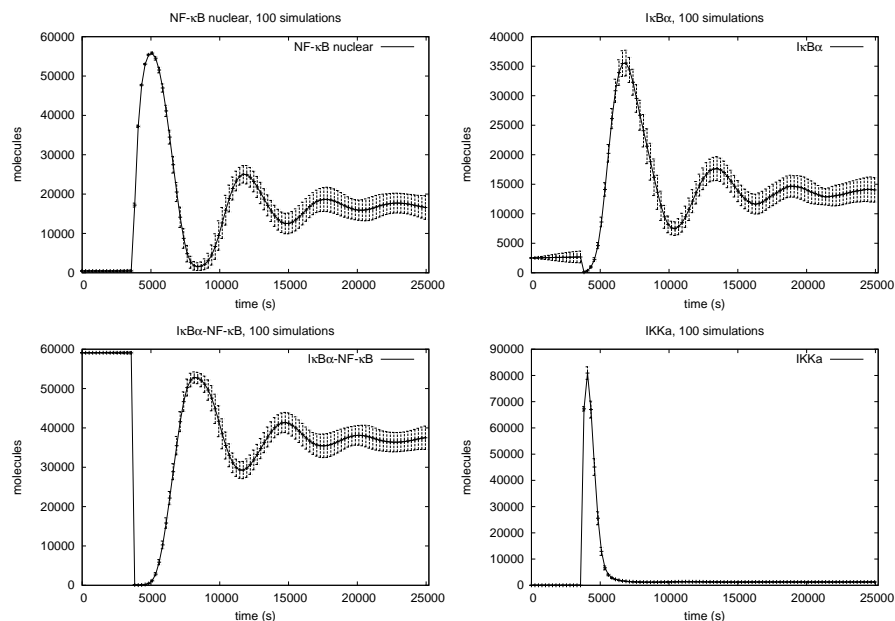 NF-κB nuclear, 100 simulations
NF-κB nuclear
molecules
60000
50000
40000
30000
20000
10000
0
0 5000 10000 15000 20000 25000
time (s)
IκBα, 100 simulations
IκBα
molecules
40000
35000
30000
25000
20000
15000
10000
5000
0
0 5000 10000 15000 20000 25000
time (s)
IκBα-NF-κB, 100 simulations
IκBα-NF-κB
molecules
60000
50000
40000
30000
20000
10000
0
0 5000 10000 15000 20000 25000
time (s)
IKKa, 100 simulations
IKKa
molecules
90000
80000
70000
60000
50000
40000
30000
20000
10000
0
0 5000 10000 15000 20000 25000
time (s)